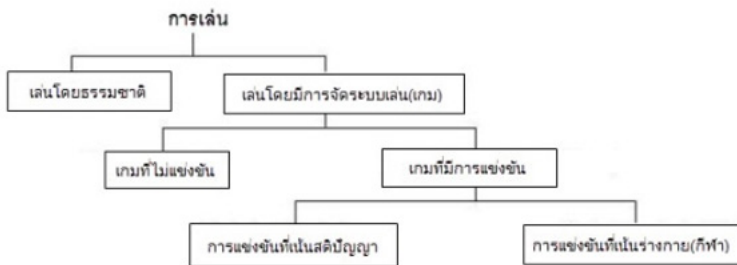 การเล่น
เล่นโดยธรรมชาติ
เล่นโดยมีการจัดระบบเล่น(เกม)
เกมที่ไม่แข่งขัน
เกมที่มีการแข่งขัน
การแข่งขันที่เน้นสติปัญญา
การแข่งขันที่เน้นร่างกาย(กีฬา)